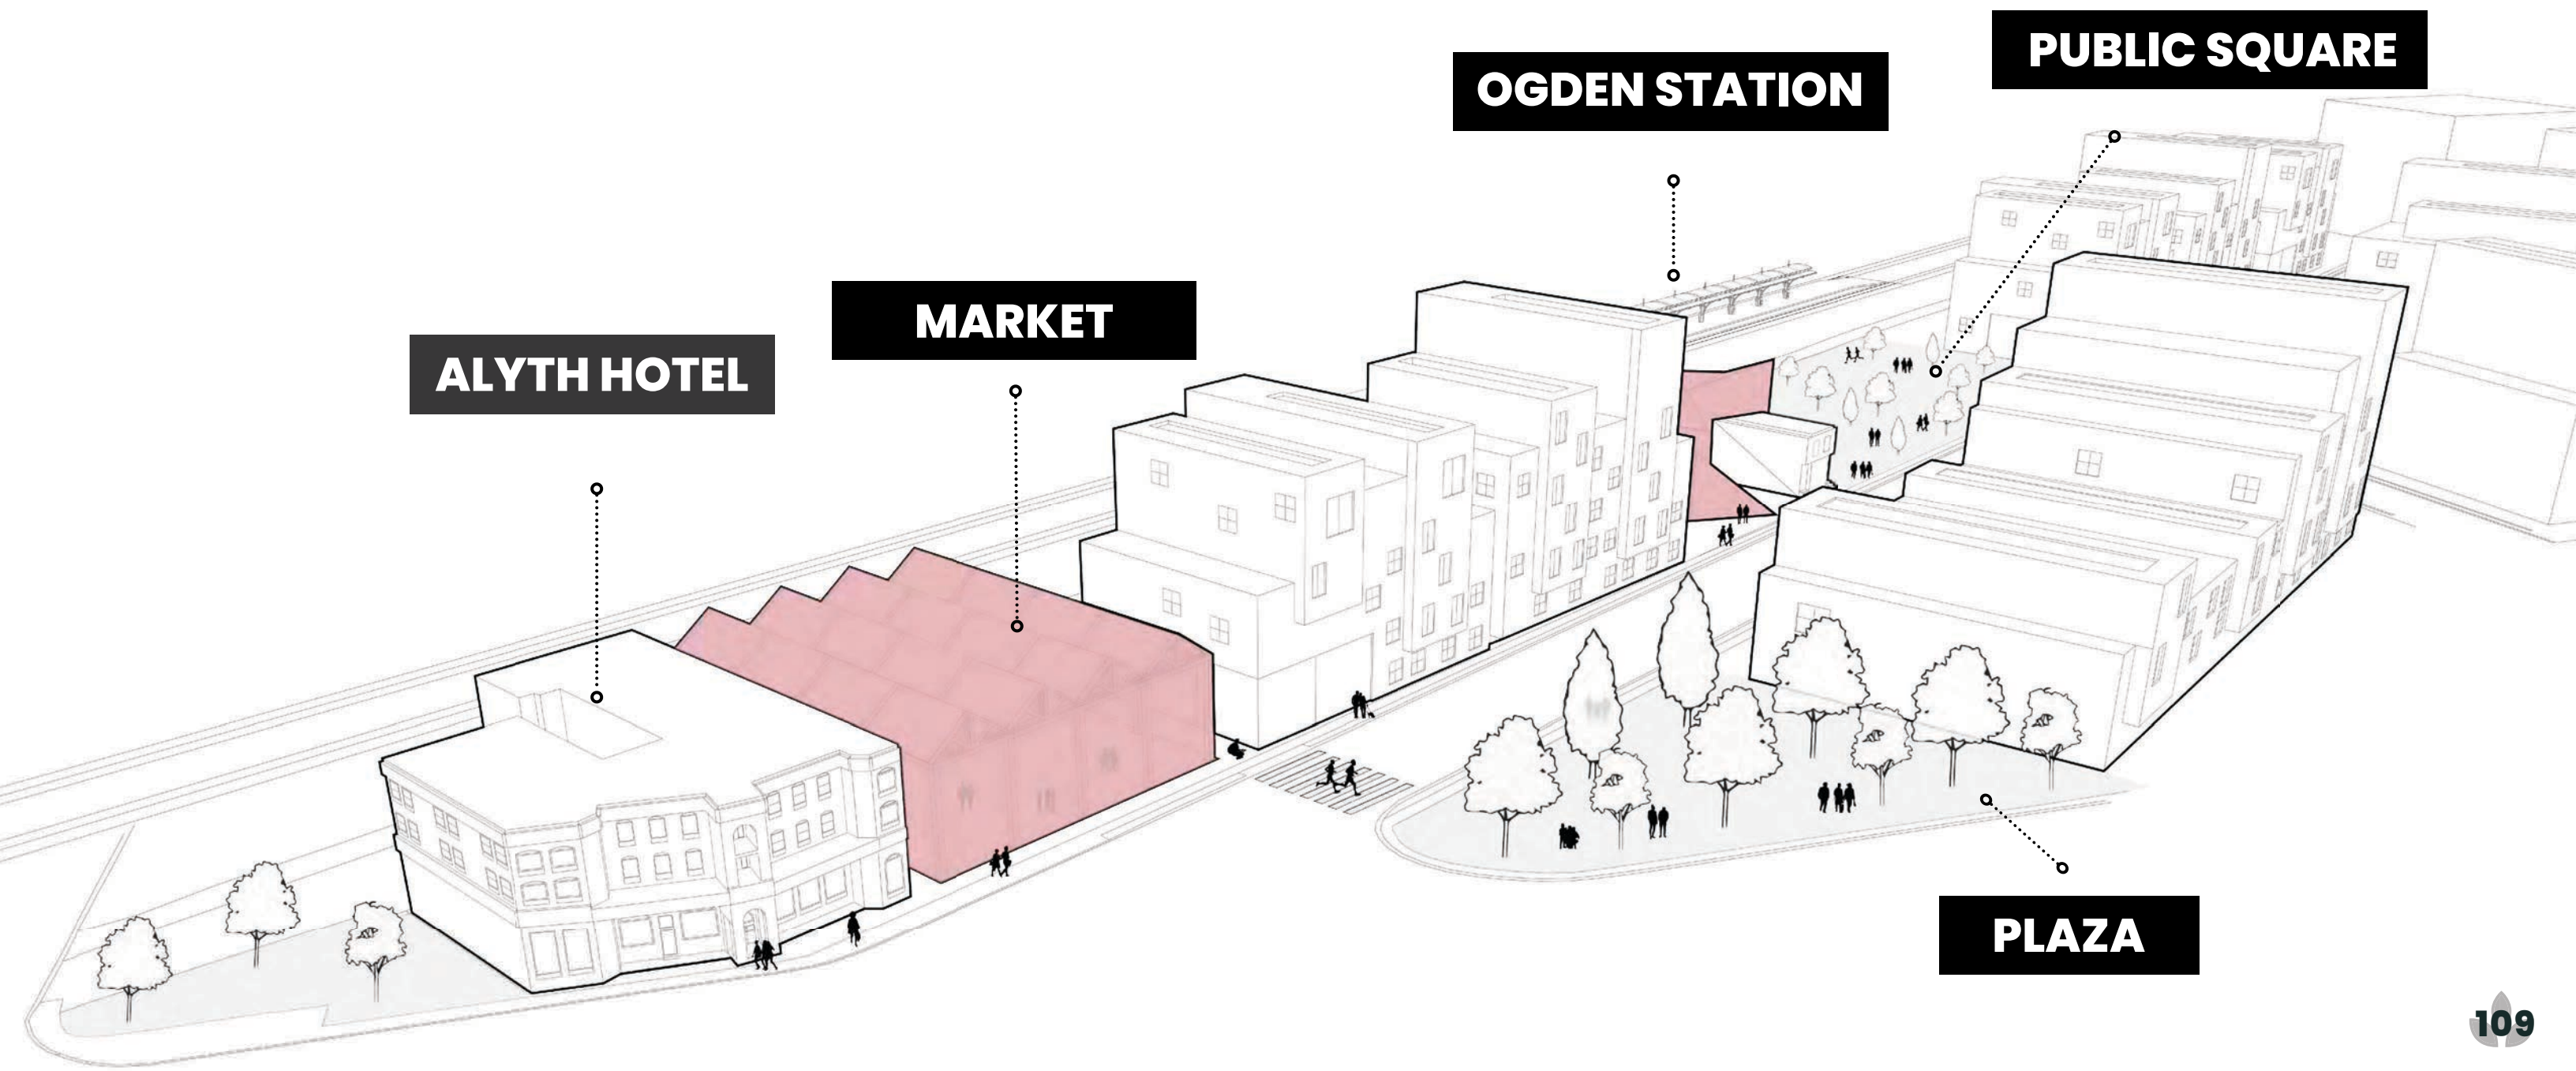 PUBLIC SQUARE
OGDEN STATION
MARKET
ALYTH HOTEL
PLAZA
109